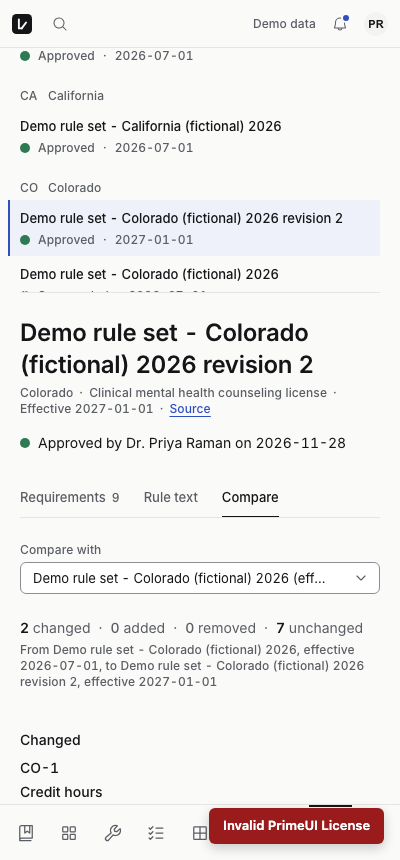 Demo data
PR
Approved · 2026-07-01
CA California
Demo rule set - California (fictional) 2026
Approved · 2026-07-01
CO Colorado
Demo rule set - Colorado (fictional) 2026 revision 2
Approved · 2027-01-01
Demo rule set - Colorado (fictional) 2026
Demo rule set - Colorado
(fictional) 2026 revision 2
Colorado · Clinical mental health counseling license ·
Effective 2027-01-01 · Source
Approved by Dr. Priya Raman on 2026-11-28
Requirements 9 Rule text Compare
Compare with
Demo rule set - Colorado (fictional) 2026 (eff...
2 changed · 0 added · 0 removed · 7 unchanged
From Demo rule set - Colorado (fictional) 2026, effective
2026-07-01, to Demo rule set - Colorado (fictional) 2026
revision 2, effective 2027-01-01
Changed
CO-1
Credit hours
Invalid PrimeUI License